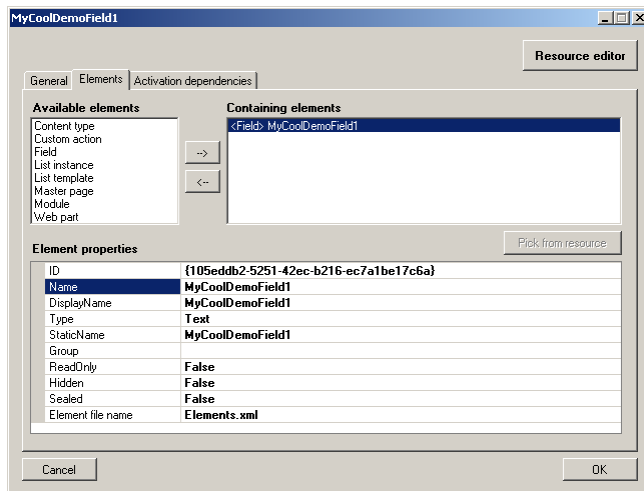 MyCoolDemoField1
Resource editor
General Elements Activation dependencies
Available elements
Content type
Custom action
Field
List instance
List template
Master page
Module
Web part
-->
<--
Containing elements
<Field> MyCoolDemoField1
Pick from resource
Element properties
ID {105eddb2-5251-42ec-b216-ec7a1be17c6a}
Name MyCoolDemoField1
DisplayName MyCoolDemoField1
Type Text
StaticName MyCoolDemoField1
Group
ReadOnly False
Hidden False
Sealed False
Element file name Elements.xml
Cancel OK